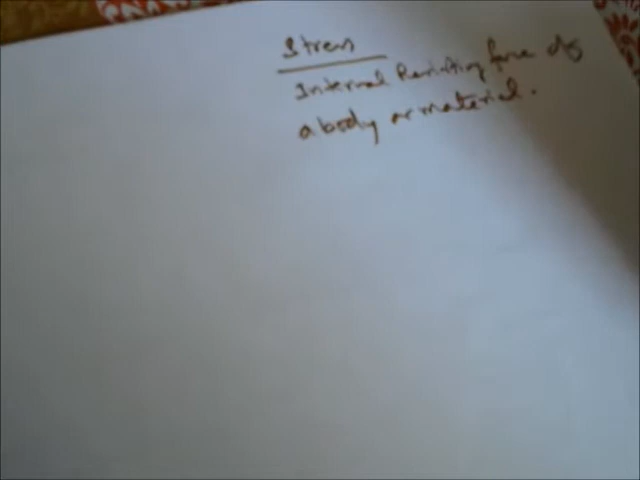 Stress
Internal Resisting force of
a body or material.